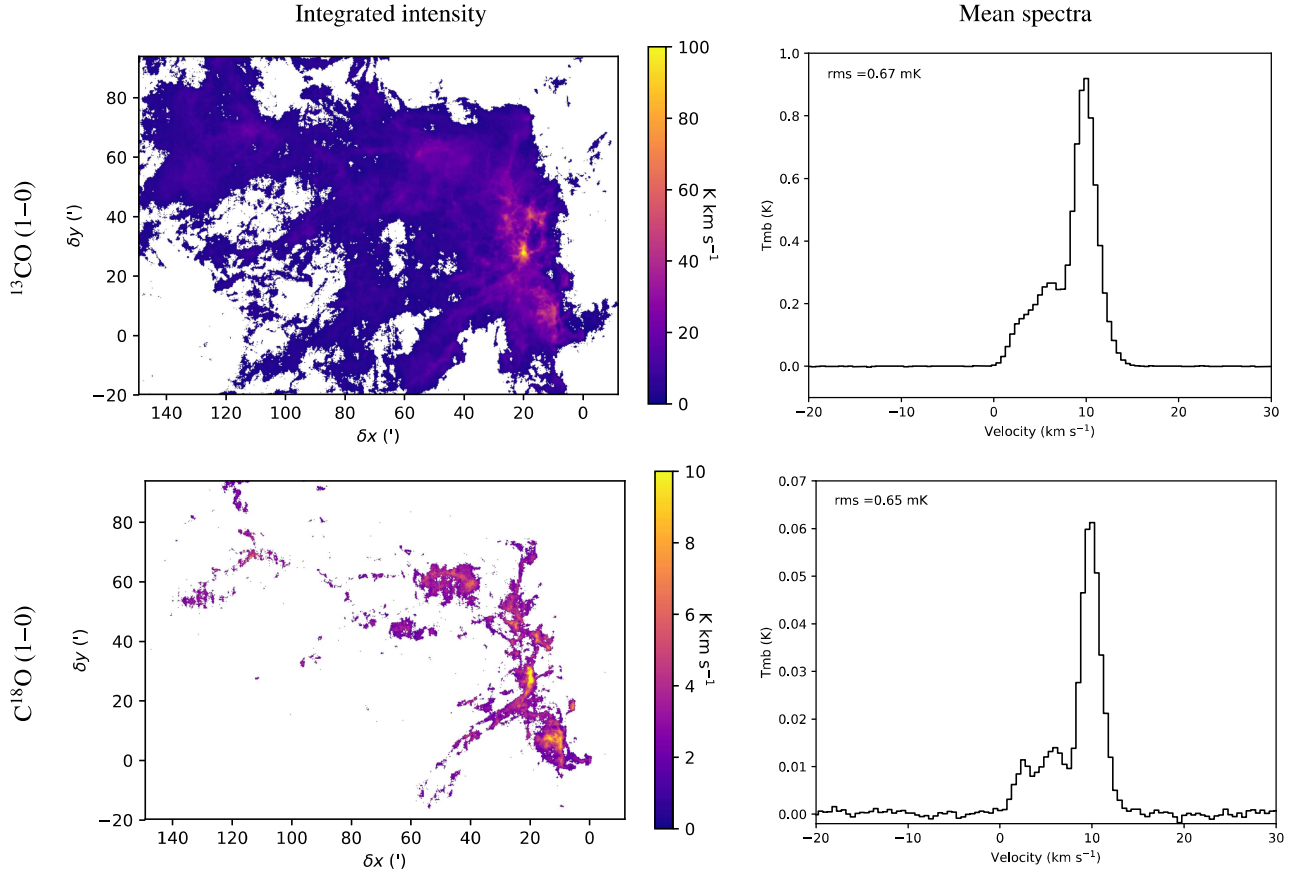 Integrated intensity
Mean spectra
¹³CO (1−0)
80
60
40
20
0
−20
δy (')
140 120 100 80 60 40 20 0
δx (')
100
80
60
40
20
0
K km s⁻¹
rms =0.67 mK
1.0
0.8
0.6
0.4
0.2
0.0
Tmb (K)
−20 −10 0 10 20 30
Velocity (km s⁻¹)
C¹⁸O (1−0)
80
60
40
20
0
−20
δy (')
140 120 100 80 60 40 20 0
δx (')
10
8
6
4
2
0
K km s⁻¹
rms =0.65 mK
0.07
0.06
0.05
0.04
0.03
0.02
0.01
0.00
Tmb (K)
−20 −10 0 10 20 30
Velocity (km s⁻¹)